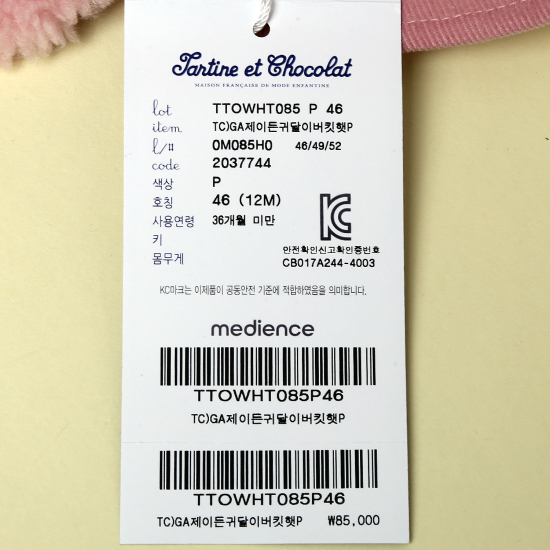 Tartine et Chocolat
MAISON FRANÇAISE DE MODE ENFANTINE
lot TTOWHT085 P 46
item TC)GA제이든귀달이버킷햇P
l/# 0M085H0 46/49/52
code 2037744
색상 P
호칭 46 (12M)
사용연령 36개월 미만
키
몸무게
KC
안전확인신고확인증번호
CB017A244-4003
KC마크는 이제품이 공통안전 기준에 적합하였음을 의미합니다.
medience
TTOWHT085P46
TC)GA제이든귀달이버킷햇P
TTOWHT085P46
TC)GA제이든귀달이버킷햇P ₩85,000